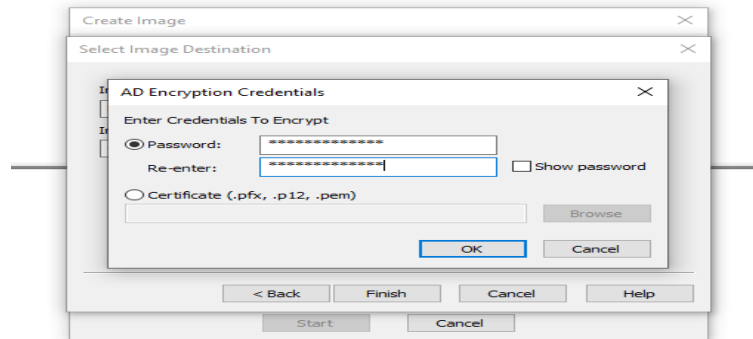 Create Image
Select Image Destination
AD Encryption Credentials
Enter Credentials To Encrypt
Password: *************
Re-enter: *************
Show password
Certificate (.pfx, .p12, .pem)
Browse
OK Cancel
< Back Finish Cancel Help
Start Cancel